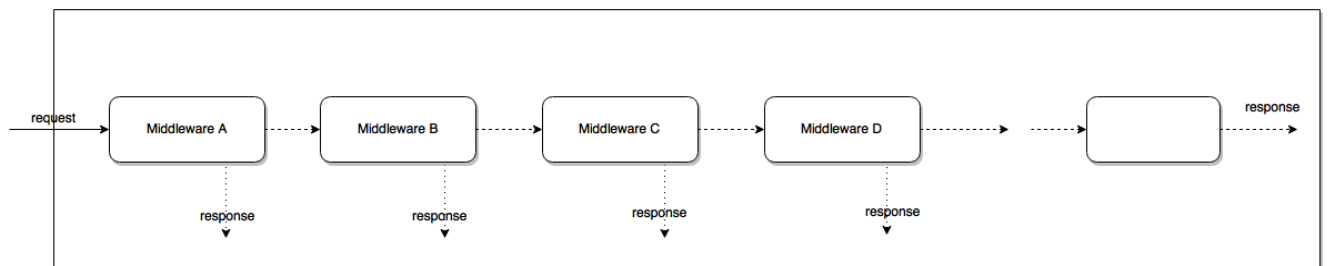 request
Middleware A
Middleware B
Middleware C
Middleware D
response
response
response
response
response